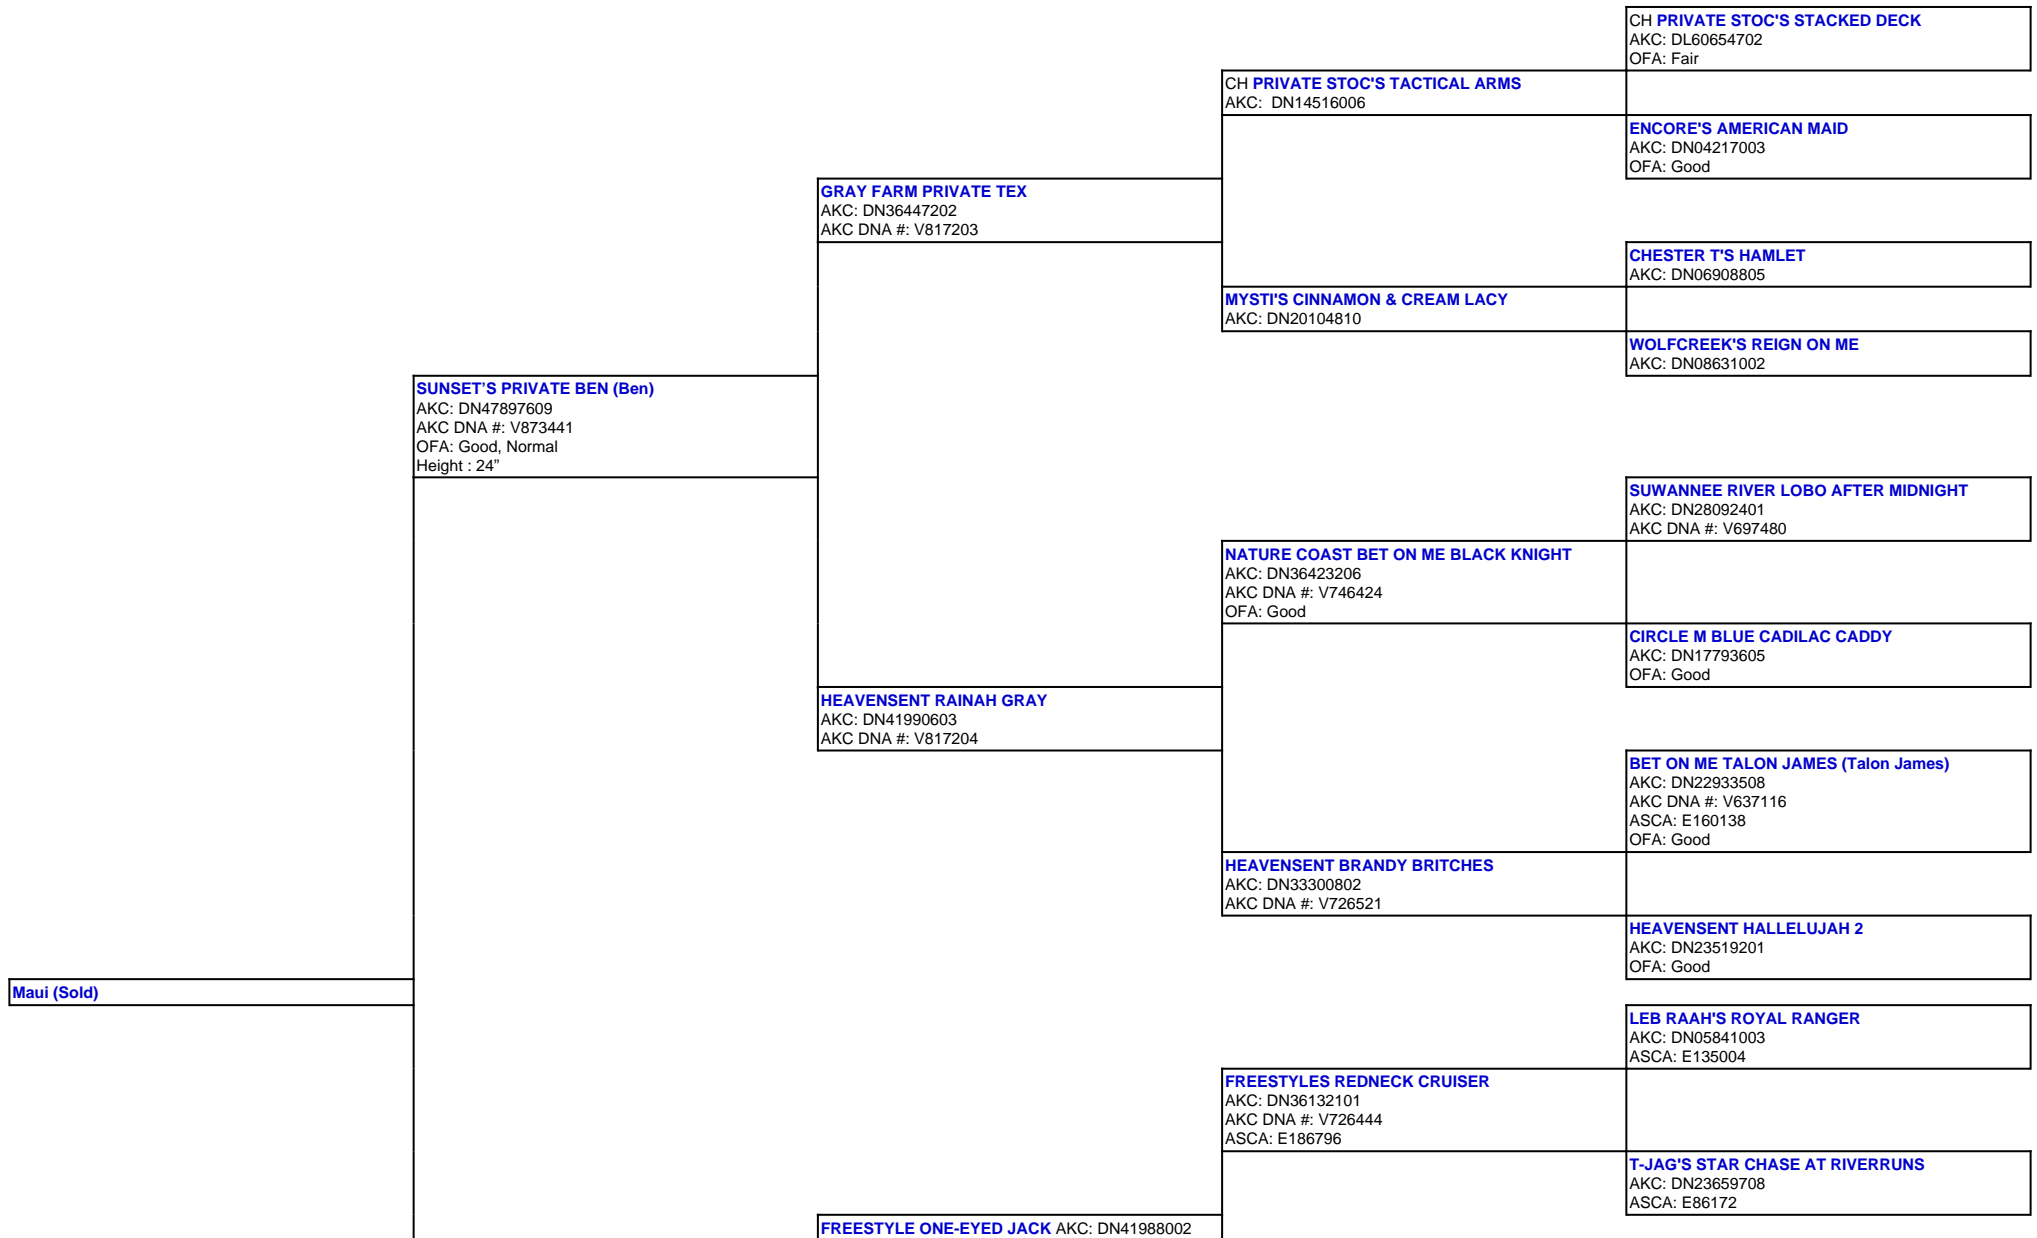 CH PRIVATE STOC'S STACKED DECK
AKC: DL60654702
OFA: Fair
CH PRIVATE STOC'S TACTICAL ARMS
AKC: DN14516006
ENCORE'S AMERICAN MAID
AKC: DN04217003
OFA: Good
GRAY FARM PRIVATE TEX
AKC: DN36447202
AKC DNA #: V817203
CHESTER T'S HAMLET
AKC: DN06908805
MYSTI'S CINNAMON & CREAM LACY
AKC: DN20104810
WOLFCREEK'S REIGN ON ME
AKC: DN08631002
SUNSET’S PRIVATE BEN (Ben)
AKC: DN47897609
AKC DNA #: V873441
OFA: Good, Normal
Height : 24”
SUWANNEE RIVER LOBO AFTER MIDNIGHT
AKC: DN28092401
AKC DNA #: V697480
NATURE COAST BET ON ME BLACK KNIGHT
AKC: DN36423206
AKC DNA #: V746424
OFA: Good
CIRCLE M BLUE CADILAC CADDY
AKC: DN17793605
OFA: Good
HEAVENSENT RAINAH GRAY
AKC: DN41990603
AKC DNA #: V817204
BET ON ME TALON JAMES (Talon James)
AKC: DN22933508
AKC DNA #: V637116
ASCA: E160138
OFA: Good
HEAVENSENT BRANDY BRITCHES
AKC: DN33300802
AKC DNA #: V726521
HEAVENSENT HALLELUJAH 2
AKC: DN23519201
OFA: Good
Maui (Sold)
LEB RAAH'S ROYAL RANGER
AKC: DN05841003
ASCA: E135004
FREESTYLES REDNECK CRUISER
AKC: DN36132101
AKC DNA #: V726444
ASCA: E186796
T-JAG'S STAR CHASE AT RIVERRUNS
AKC: DN23659708
ASCA: E86172
FREESTYLE ONE-EYED JACK AKC: DN41988002